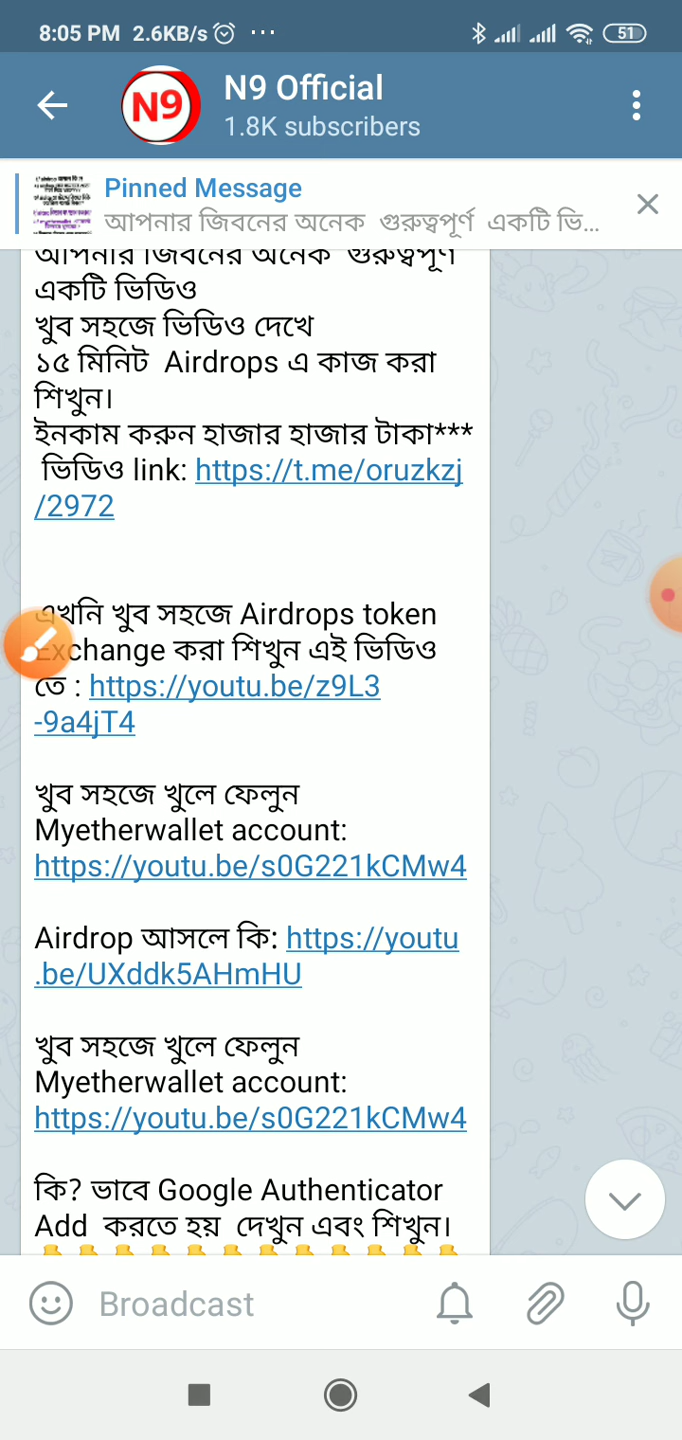 8:05 PM 2.6KB/s ...
51
N9
N9 Official
1.8K subscribers
Pinned Message
আপনার জিবনের অনেক গুরুত্বপূর্ণ একটি ভি...
আপনার জিবনের অনেক গুরুত্বপূর্ণ
একটি ভিডিও
খুব সহজে ভিডিও দেখে
১৫ মিনিট Airdrops এ কাজ করা
শিখুন।
ইনকাম করুন হাজার হাজার টাকা***
ভিডিও link: https://t.me/oruzkzj
/2972
এখনি খুব সহজে Airdrops token
Exchange করা শিখুন এই ভিডিও
তে : https://youtu.be/z9L3
-9a4jT4
খুব সহজে খুলে ফেলুন
Myetherwallet account:
https://youtu.be/s0G221kCMw4
Airdrop আসলে কি: https://youtu
.be/UXddk5AHmHU
খুব সহজে খুলে ফেলুন
Myetherwallet account:
https://youtu.be/s0G221kCMw4
কি? ভাবে Google Authenticator
Add করতে হয় দেখুন এবং শিখুন।
Broadcast